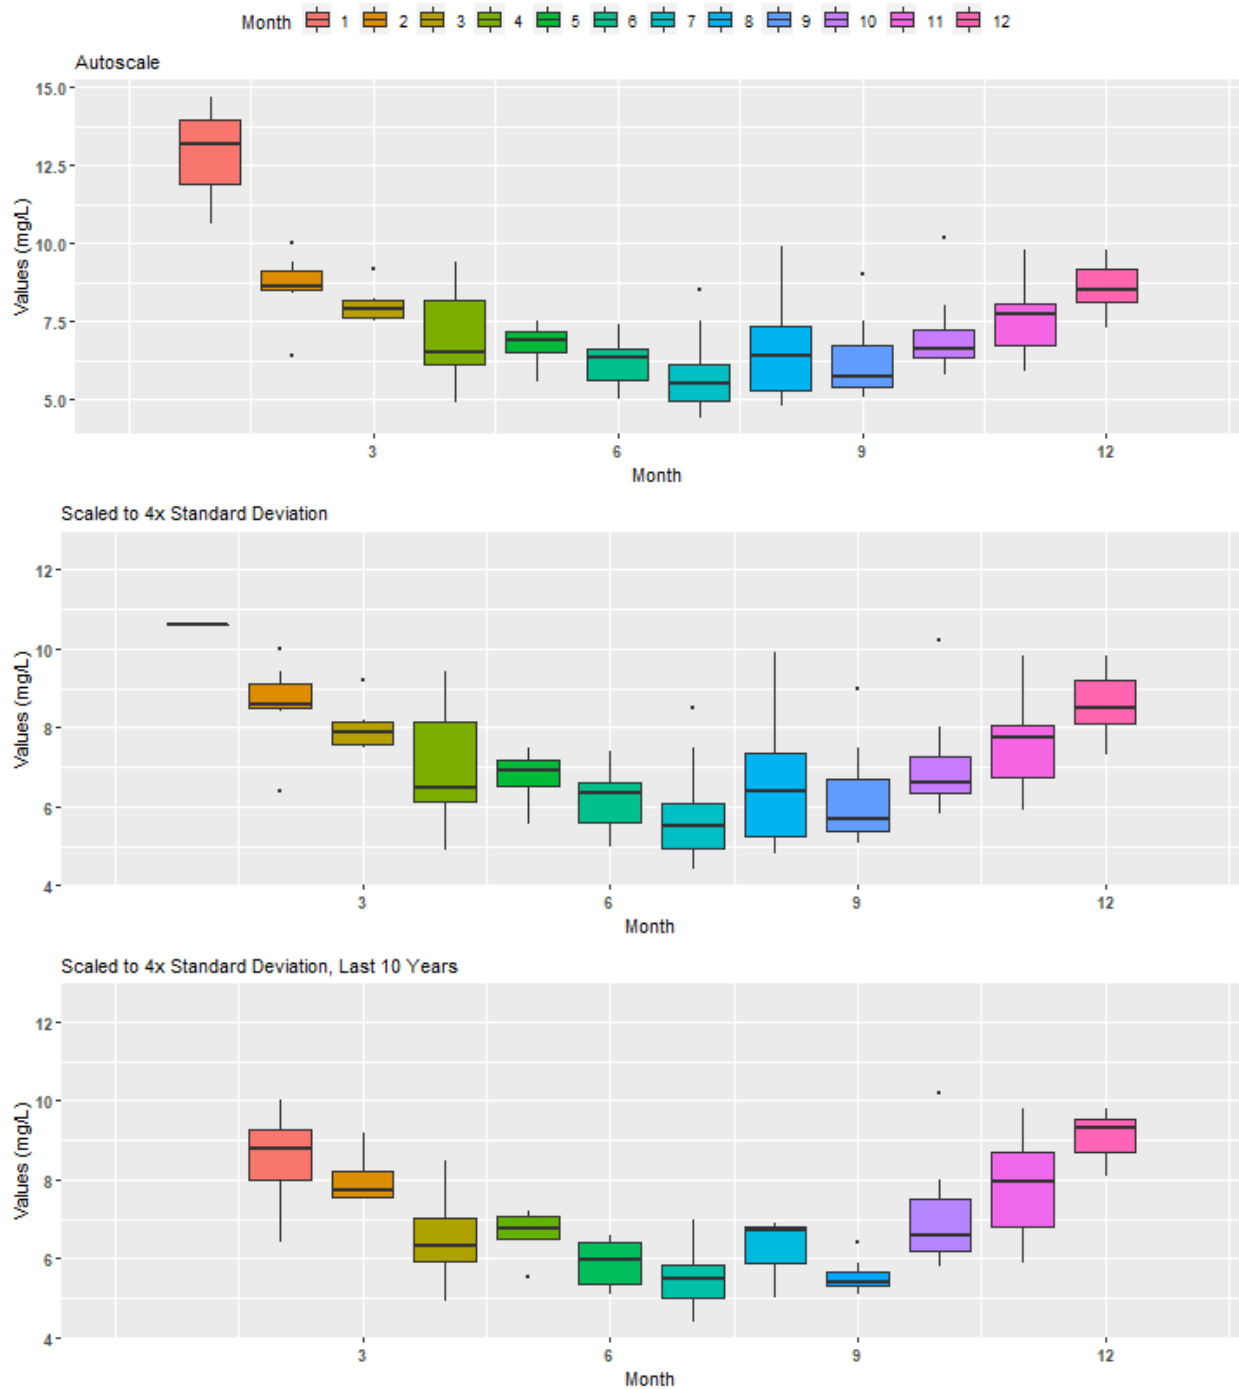 Month 1 2 3 4 5 6 7 8 9 10 11 12
Autoscale
Values (mg/L)
15.0
12.5
10.0
7.5
5.0
3 6 9 12
Month
Scaled to 4x Standard Deviation
Values (mg/L)
12
10
8
6
4
3 6 9 12
Month
Scaled to 4x Standard Deviation, Last 10 Years
Values (mg/L)
12
10
8
6
4
3 6 9 12
Month